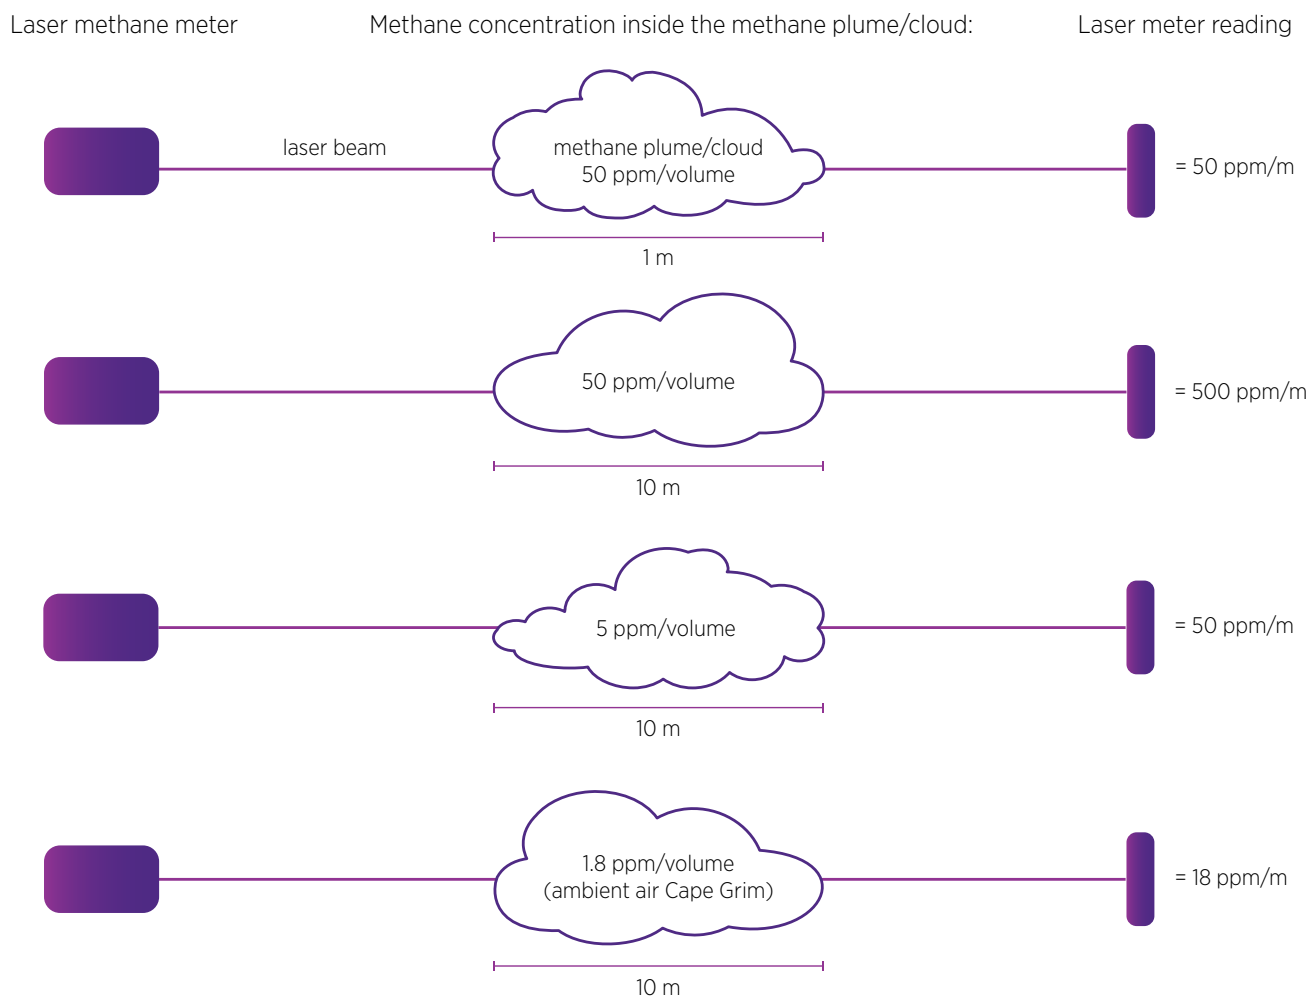 Laser methane meter
Methane concentration inside the methane plume/cloud:
Laser meter reading
laser beam
methane plume/cloud
50 ppm/volume
= 50 ppm/m
1 m
50 ppm/volume
= 500 ppm/m
10 m
5 ppm/volume
= 50 ppm/m
10 m
1.8 ppm/volume
(ambient air Cape Grim)
= 18 ppm/m
10 m